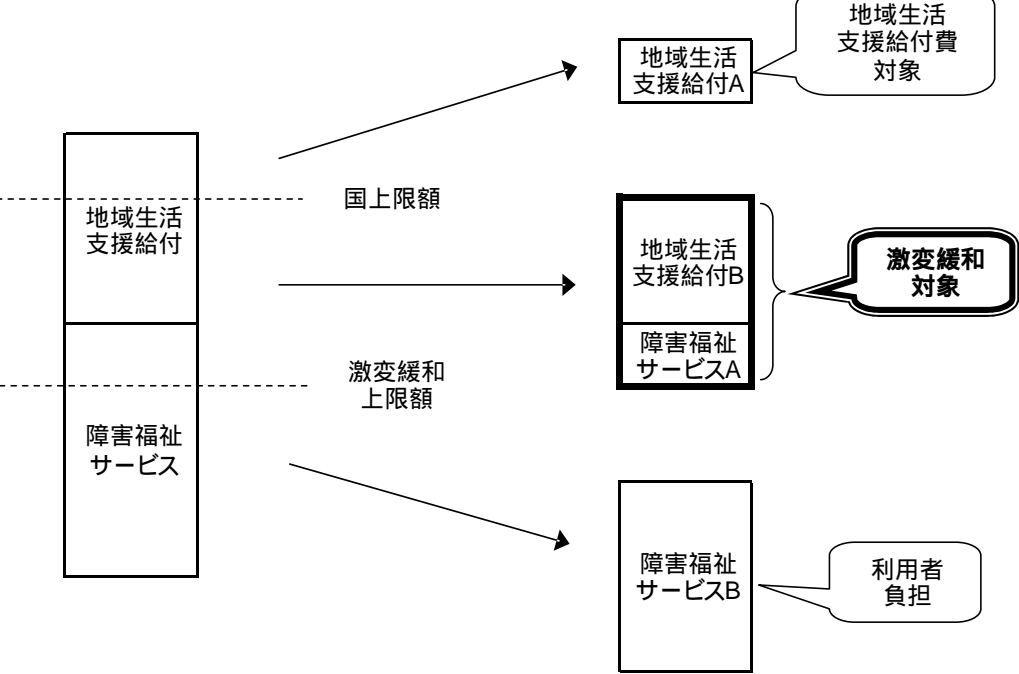 地域生活
支援給付
障害福祉
サービス
国上限額
激変緩和
上限額
地域生活
支援給付A
地域生活
支援給付費
対象
地域生活
支援給付B
障害福祉
サービスA
激変緩和
対象
障害福祉
サービスB
利用者
負担